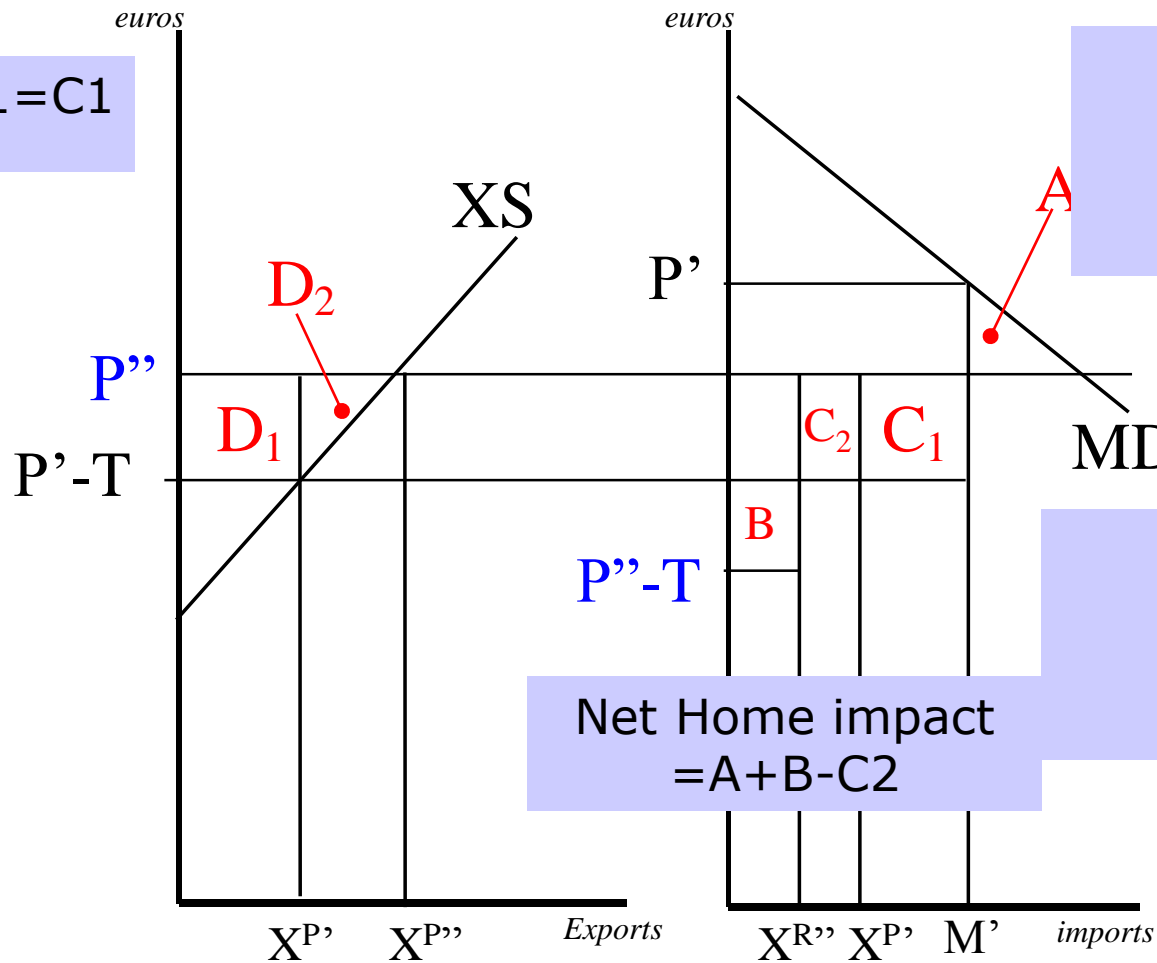 euros
euros
=C1
XS
A
D₂
P’
P”
D₁
C₂
C₁
MD
P’-T
B
P”-T
Net Home impact
=A+B-C2
Xᴾ’
Xᴾ”
Exports
Xᴿ”
Xᴾ’
M’
imports